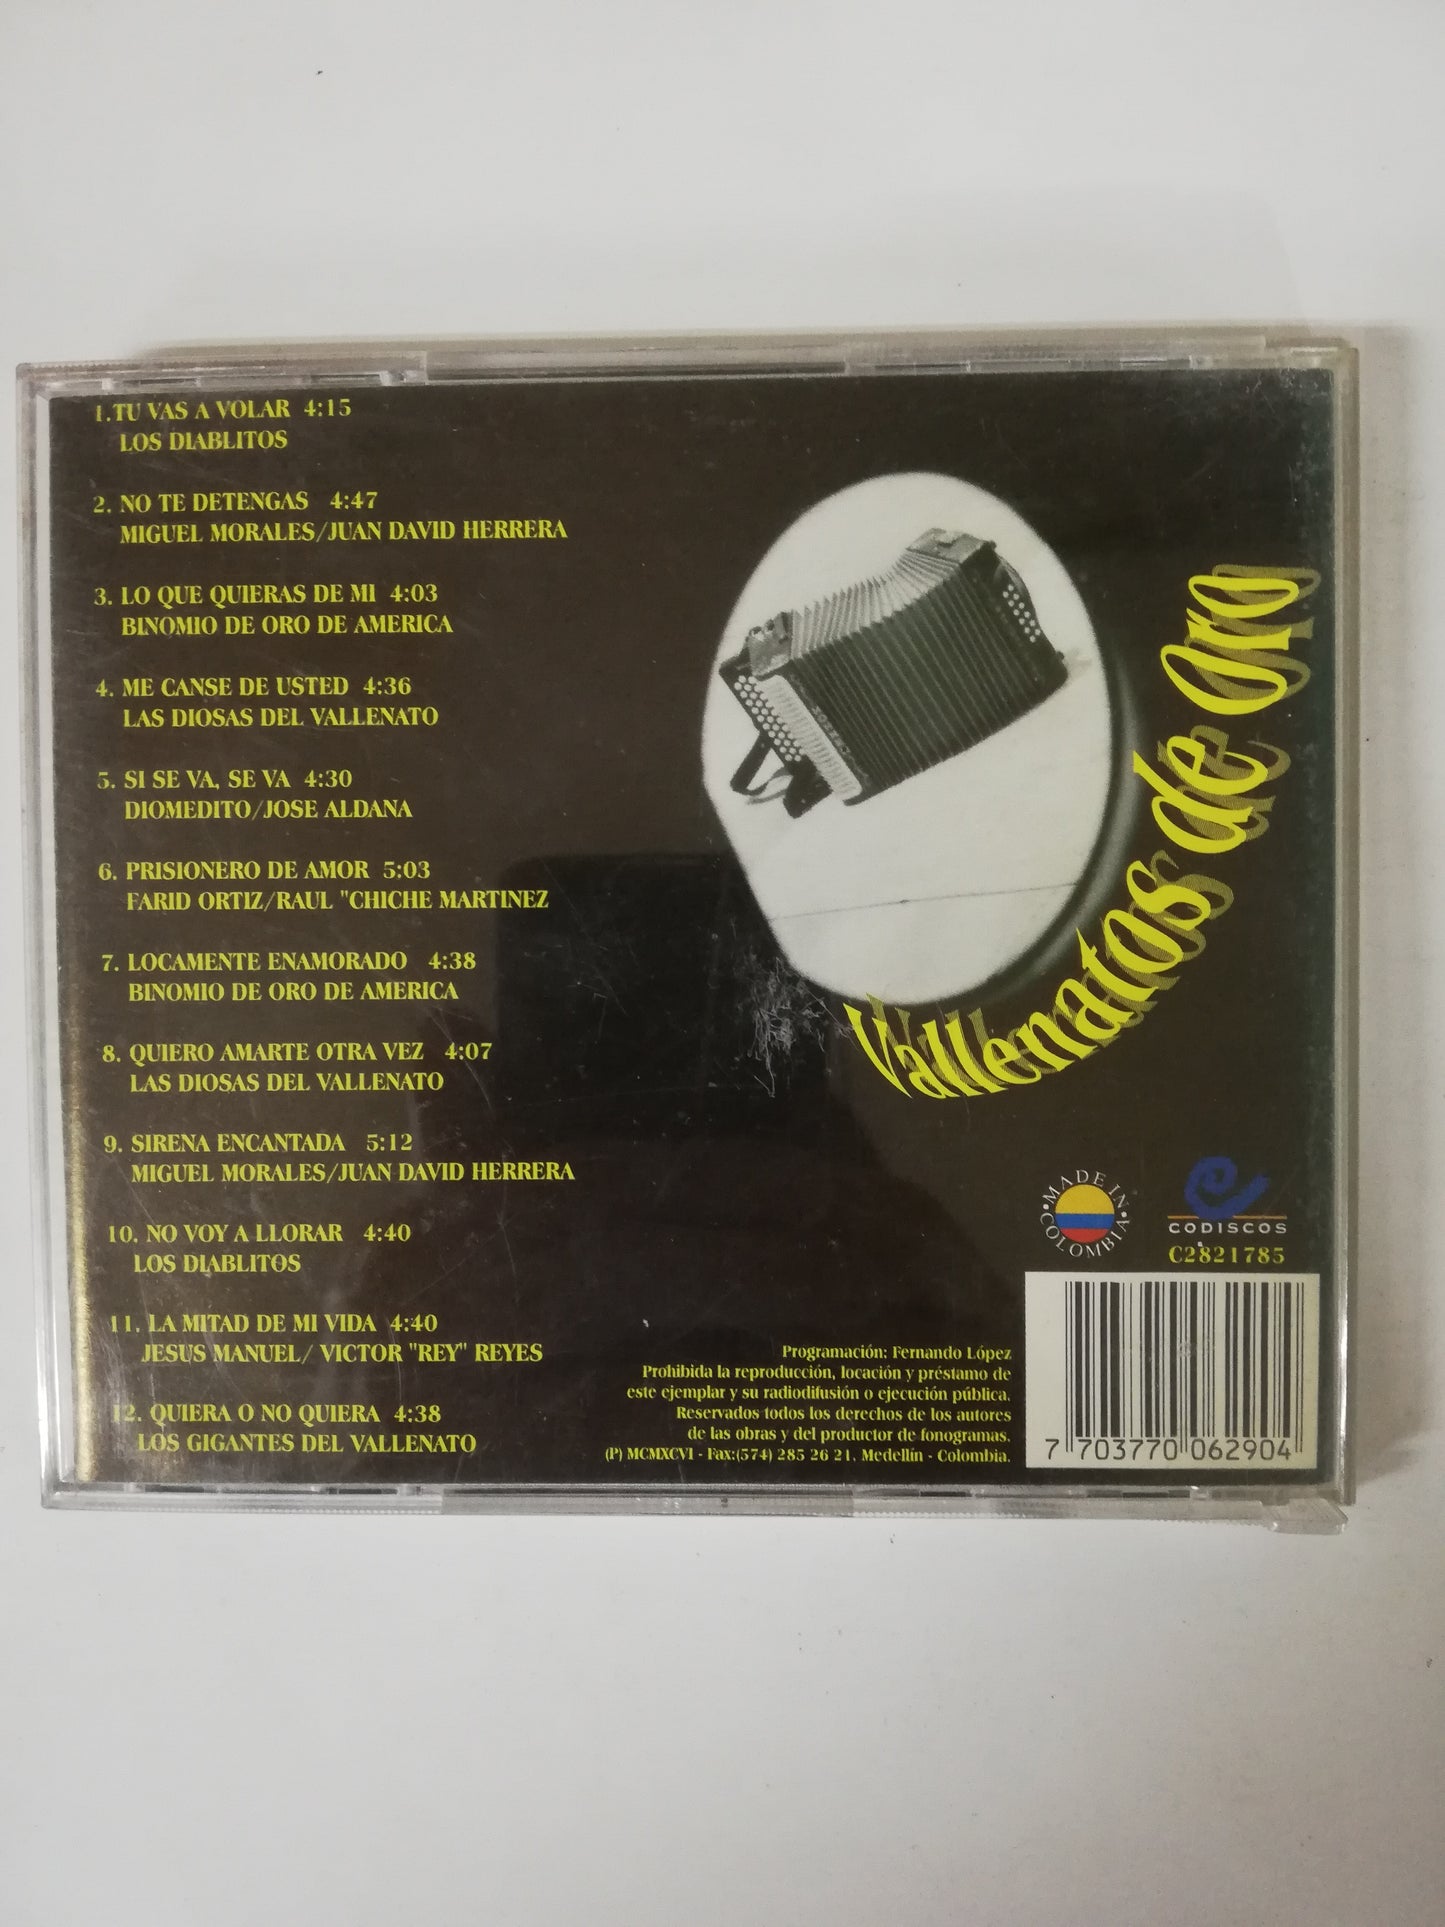 1.TU VAS A VOLAR 4:15
LOS DIABLITOS
2. NO TE DETENGAS 4:47
MIGUEL MORALES/JUAN DAVID HERRERA
3. LO QUE QUIERAS DE MI 4:03
BINOMIO DE ORO DE AMERICA
4. ME CANSE DE USTED 4:36
LAS DIOSAS DEL VALLENATO
5. SI SE VA, SE VA 4:30
DIOMEDITO/JOSE ALDANA
6. PRISIONERO DE AMOR 5:03
FARID ORTIZ/RAUL "CHICHE MARTINEZ
7. LOCAMENTE ENAMORADO 4:38
BINOMIO DE ORO DE AMERICA
8. QUIERO AMARTE OTRA VEZ 4:07
LAS DIOSAS DEL VALLENATO
9. SIRENA ENCANTADA 5:12
MIGUEL MORALES/JUAN DAVID HERRERA
10. NO VOY A LLORAR 4:40
LOS DIABLITOS
11. LA MITAD DE MI VIDA 4:40
JESUS MANUEL/ VICTOR "REY" REYES
12. QUIERA O NO QUIERA 4:38
LOS GIGANTES DEL VALLENATO
Vallenatos de Oro
MADE IN COLOMBIA
CODISCOS
C2821785
Programación: Fernando López
Prohibida la reproducción, locación y préstamo de
este ejemplar y su radiodifusión o ejecución pública.
Reservados todos los derechos de los autores
de las obras y del productor de fonogramas.
(P) MCMXCVI - Fax:(574) 285 26 21, Medellín - Colombia.
7 703770 062904